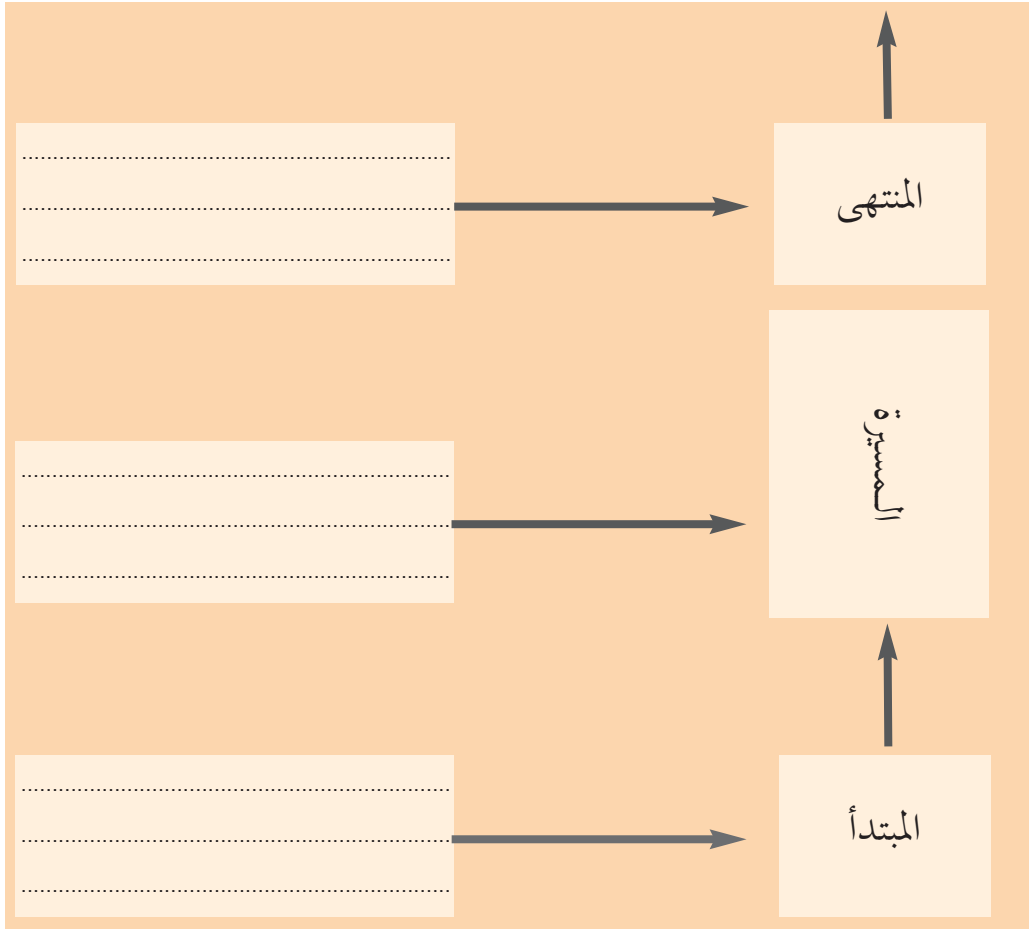 المنتهى
المسيرة
المبتدأ